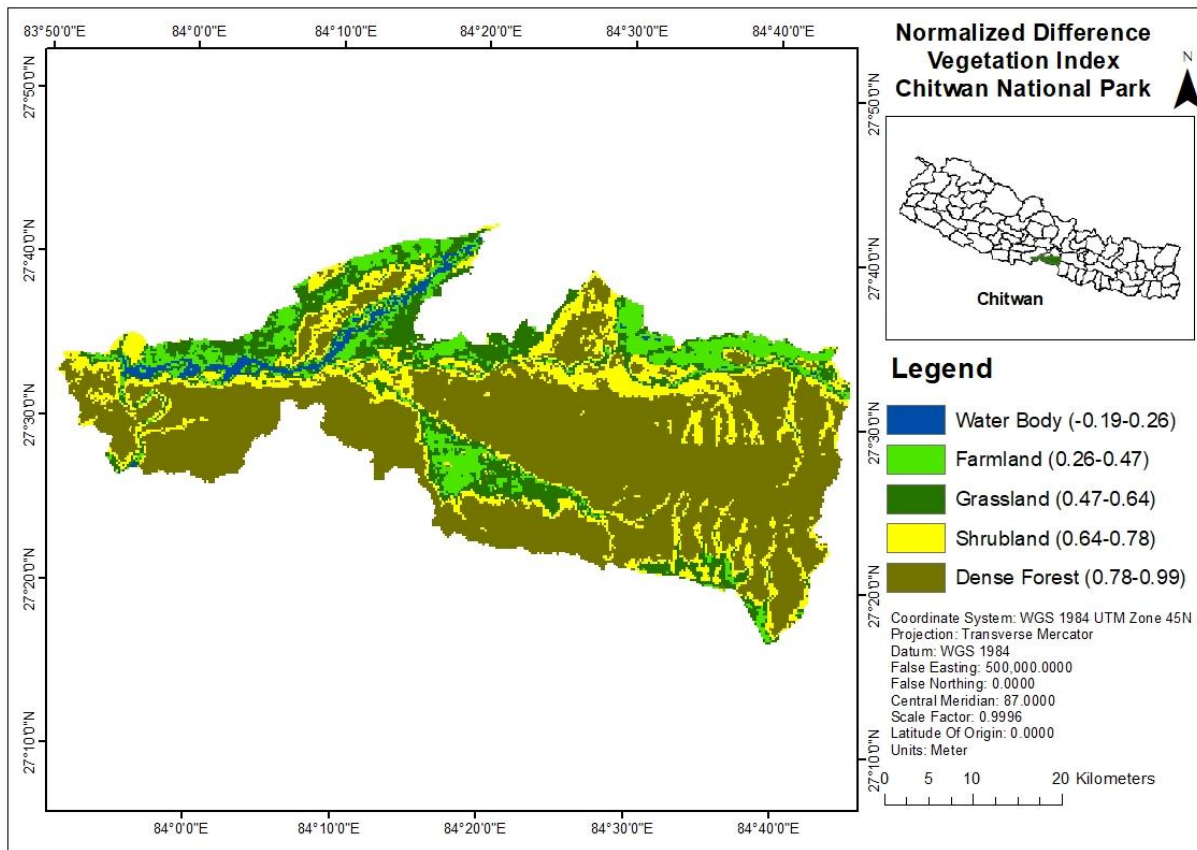 83°50'0"E 84°0'0"E 84°10'0"E 84°20'0"E 84°30'0"E 84°40'0"E
27°50'0"N
27°40'0"N
27°30'0"N
27°20'0"N
27°10'0"N
27°50'0"N
27°40'0"N
27°30'0"N
27°20'0"N
27°10'0"N
84°0'0"E 84°10'0"E 84°20'0"E 84°30'0"E 84°40'0"E
Normalized Difference
Vegetation Index
Chitwan National Park
N
Chitwan
Legend
Water Body (-0.19-0.26)
Farmland (0.26-0.47)
Grassland (0.47-0.64)
Shrubland (0.64-0.78)
Dense Forest (0.78-0.99)
Coordinate System: WGS 1984 UTM Zone 45N
Projection: Transverse Mercator
Datum: WGS 1984
False Easting: 500,000.0000
False Northing: 0.0000
Central Meridian: 87.0000
Scale Factor: 0.9996
Latitude Of Origin: 0.0000
Units: Meter
0 5 10 20 Kilometers